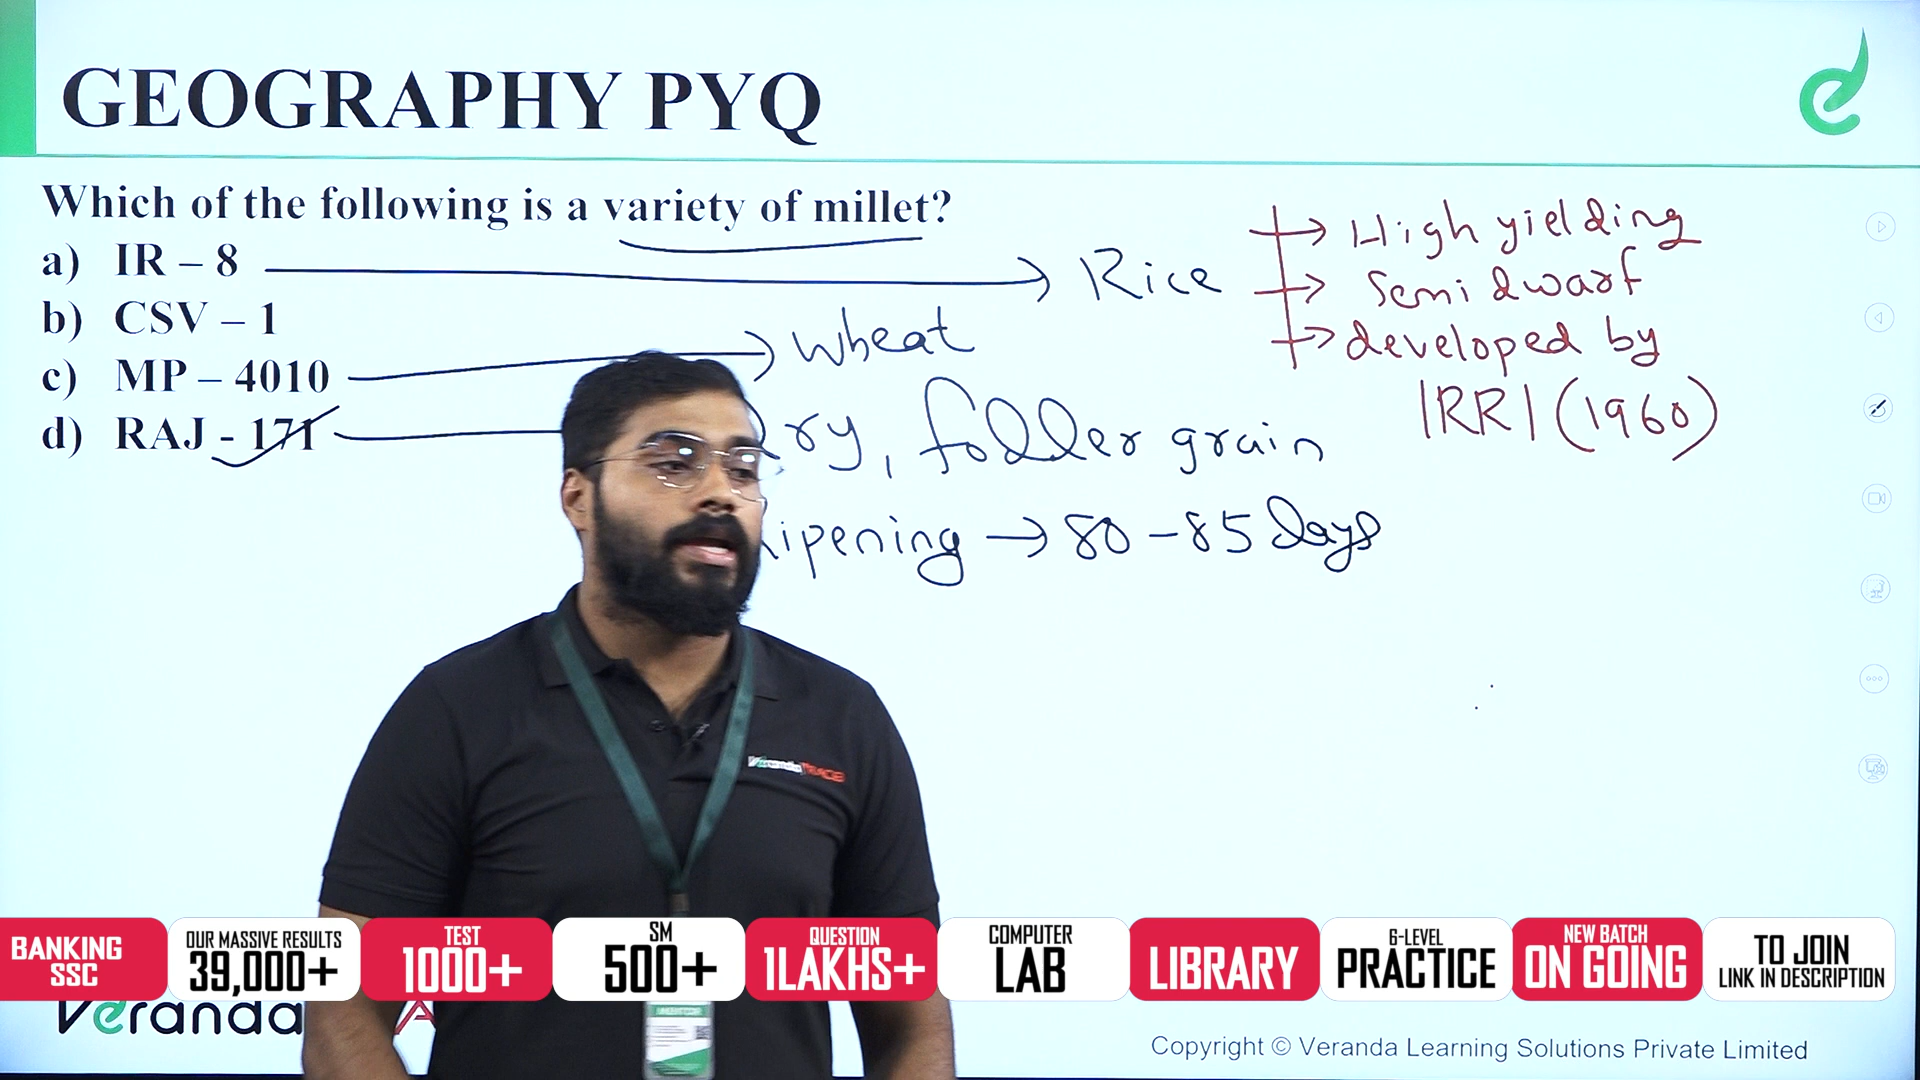 GEOGRAPHY PYQ
Which of the following is a variety of millet?
a) IR – 8
b) CSV – 1
c) MP – 4010
d) RAJ - 171
Rice
High yielding
Semi dwarf
developed by
IRRI (1960)
Wheat
ry, fodder grain
ipening → 80 – 85 days
BANKING
SSC
OUR MASSIVE RESULTS
39,000+
TEST
1000+
SM
500+
QUESTION
1LAKHS+
COMPUTER
LAB
LIBRARY
6-LEVEL
PRACTICE
NEW BATCH
ON GOING
TO JOIN
LINK IN DESCRIPTION
Veranda
MENTOR
Copyright © Veranda Learning Solutions Private Limited